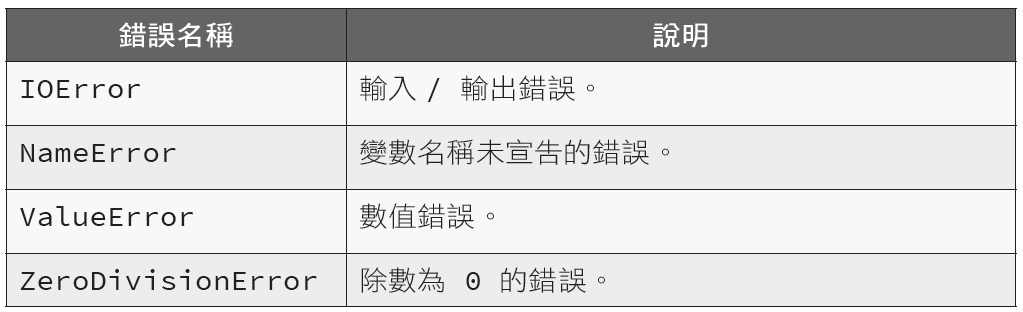 錯誤名稱 說明
IOError 輸入 / 輸出錯誤。
NameError 變數名稱未宣告的錯誤。
ValueError 數值錯誤。
ZeroDivisionError 除數為 0 的錯誤。